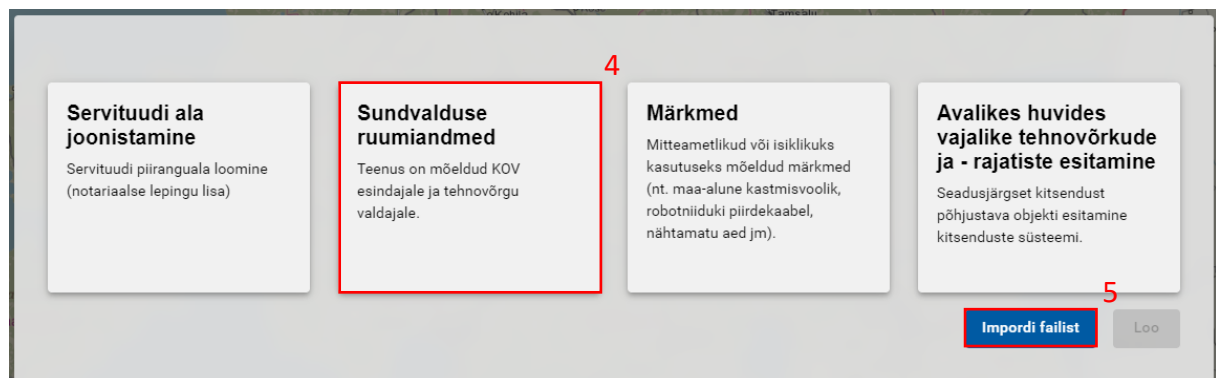 Kohila
Tamsalu
4
Servituudi ala
joonistamine
Servituudi piiranguala loomine
(notariaalse lepingu lisa)
Sundvalduse
ruumiandmed
Teenus on mõeldud KOV
esindajale ja tehnovõrgu
valdajale.
Märkmed
Mitteametlikud või isiklikuks
kasutuseks mõeldud märkmed
(nt. maa-alune kastmisvoolik,
robotniiduki piirdekaabel,
nähtamatu aed jm).
Avalikes huvides
vajalike tehnovõrkude
ja - rajatiste esitamine
Seadusjärgset kitsendust
põhjustava objekti esitamine
kitsenduste süsteemi.
5
Impordi failist
Loo